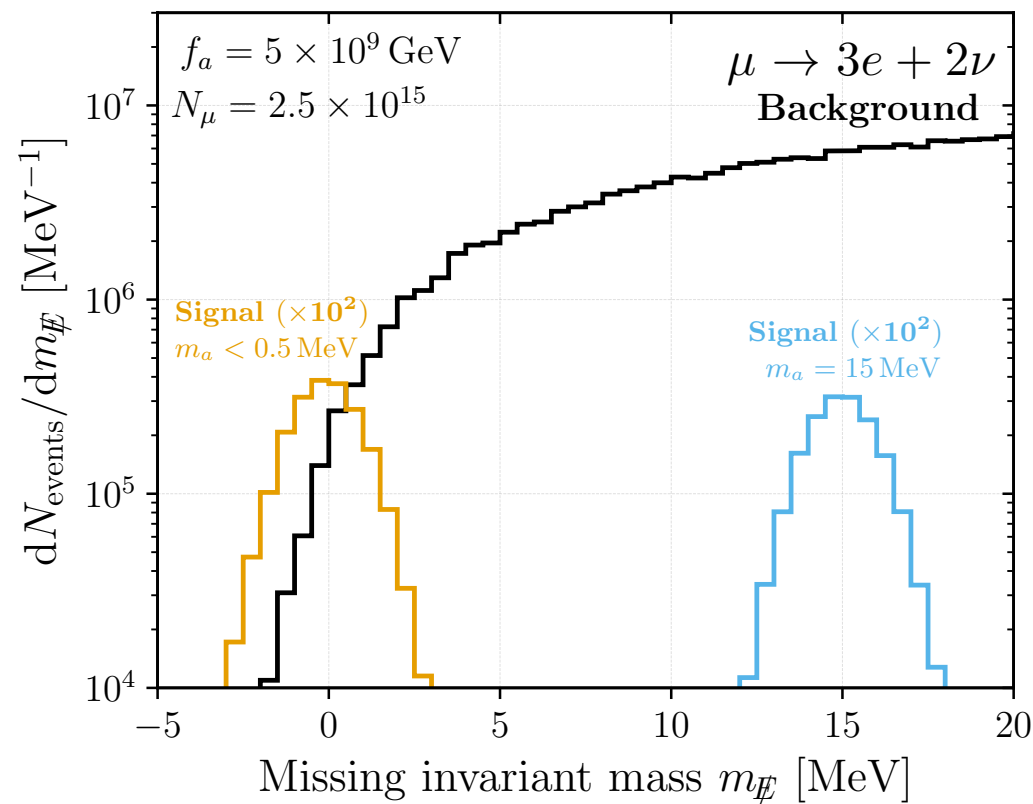 f_a = 5 × 10^9 GeV
N_μ = 2.5 × 10^15
μ → 3e + 2ν
Background
Signal (×10^2)
m_a < 0.5 MeV
Signal (×10^2)
m_a = 15 MeV
10^7
10^6
10^5
10^4
−5
0
5
10
15
20
dN_events/dm_E̸ [MeV^−1]
Missing invariant mass m_E̸ [MeV]